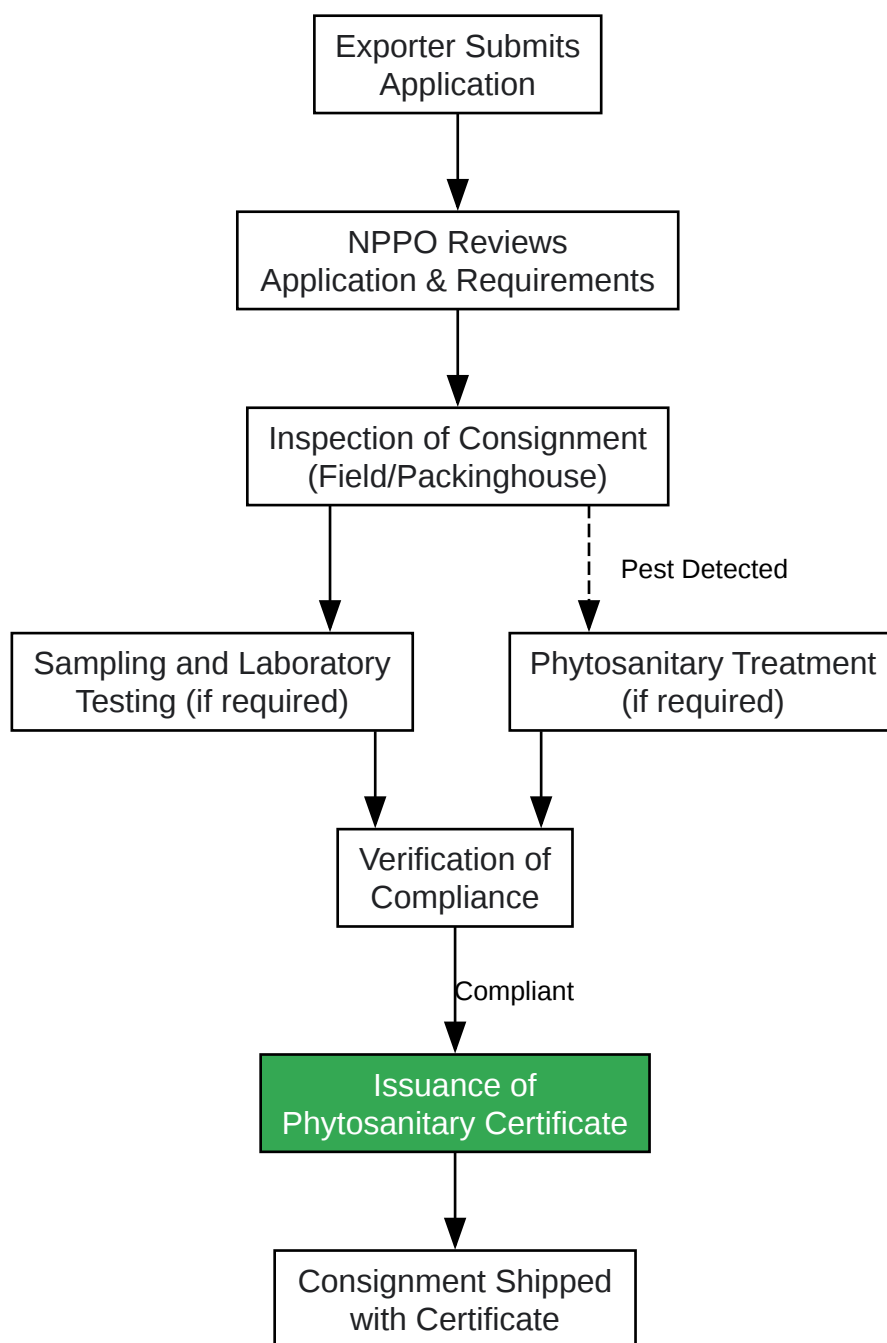 Exporter Submits
Application
NPPO Reviews
Application & Requirements
Inspection of Consignment
(Field/Packinghouse)
Pest Detected
Sampling and Laboratory
Testing (if required)
Phytosanitary Treatment
(if required)
Verification of
Compliance
Compliant
Issuance of
Phytosanitary Certificate
Consignment Shipped
with Certificate